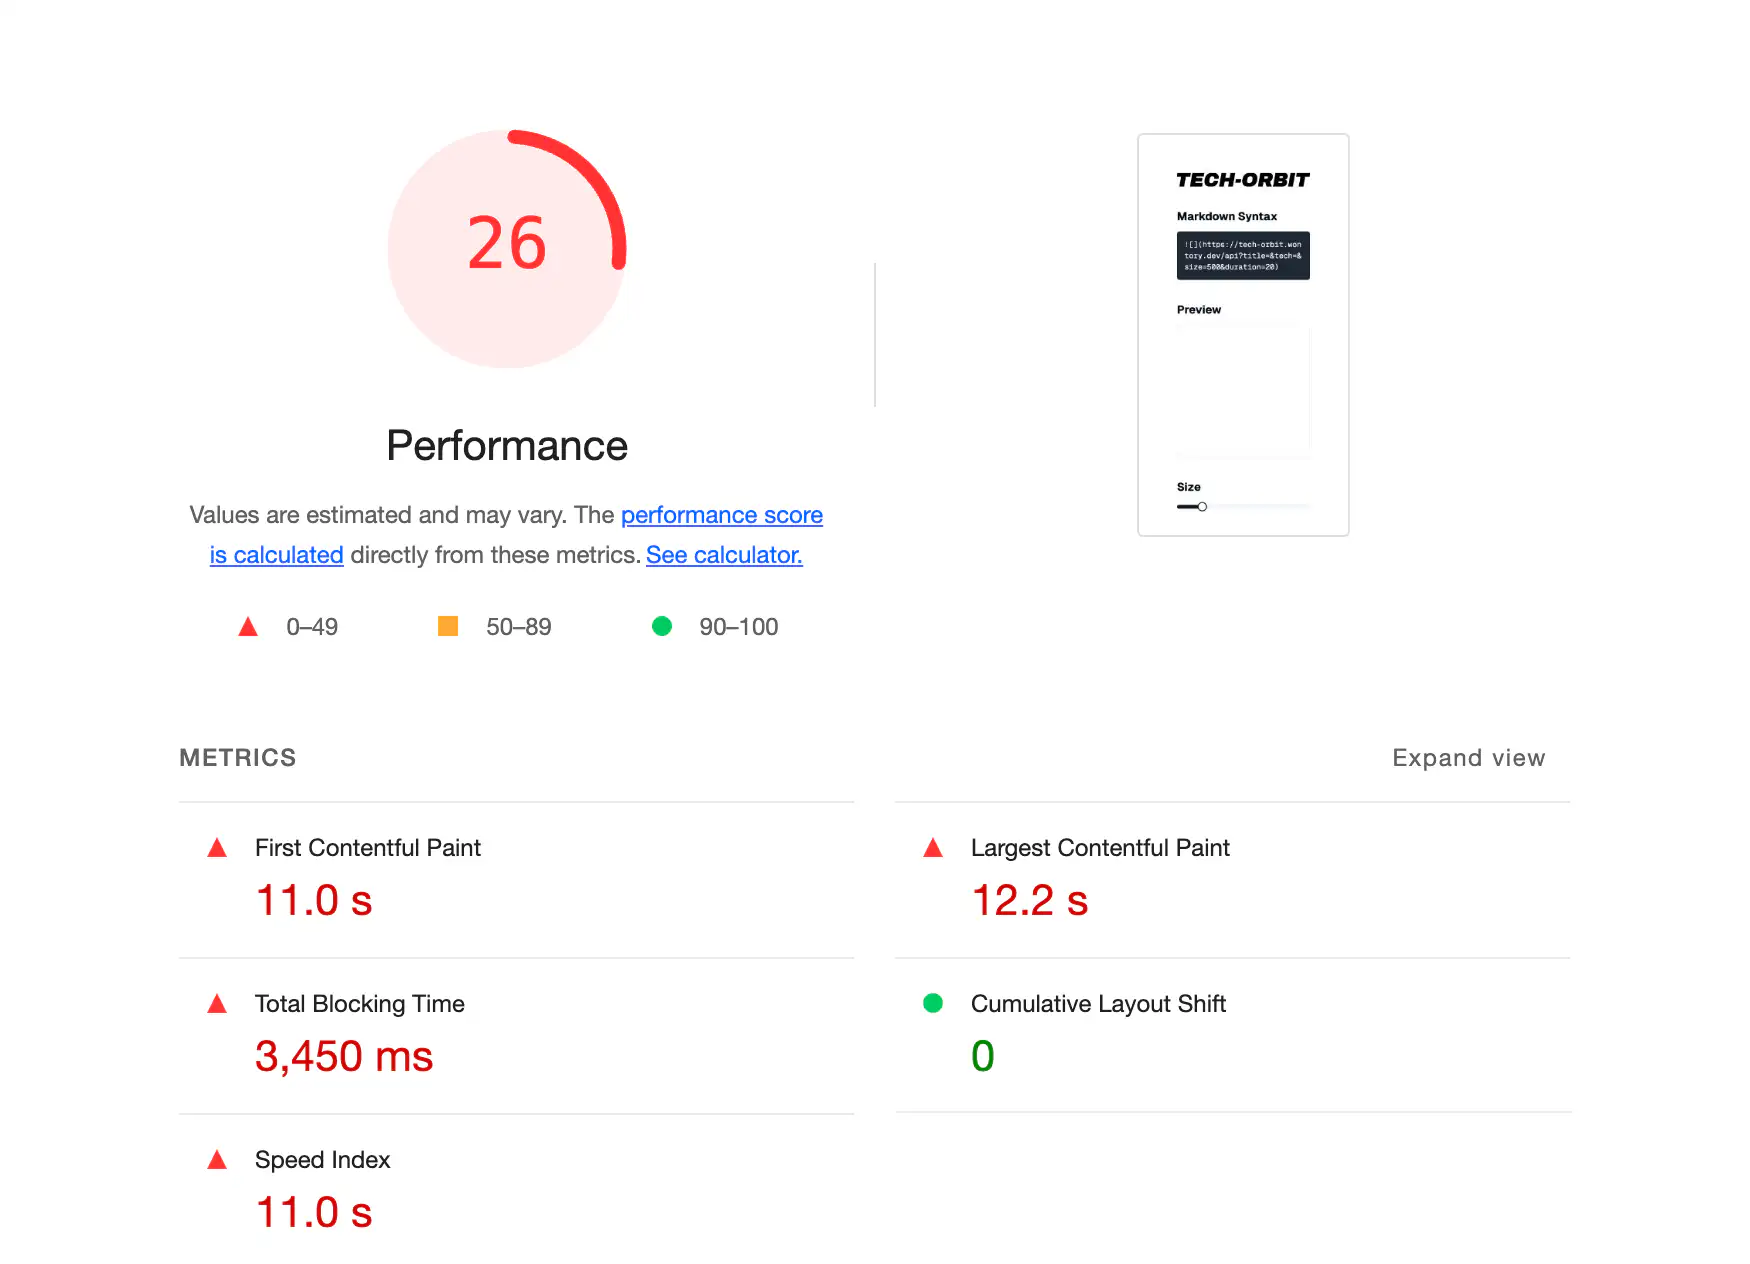 26
Performance
Values are estimated and may vary. The performance score
is calculated directly from these metrics. See calculator.
0–49
50–89
90–100
TECH-ORBIT
Markdown Syntax
![](https://tech-orbit.won
tory.dev/api?title=&tech=&
size=500&duration=20)
Preview
Size
METRICS
Expand view
First Contentful Paint
11.0 s
Largest Contentful Paint
12.2 s
Total Blocking Time
3,450 ms
Cumulative Layout Shift
0
Speed Index
11.0 s